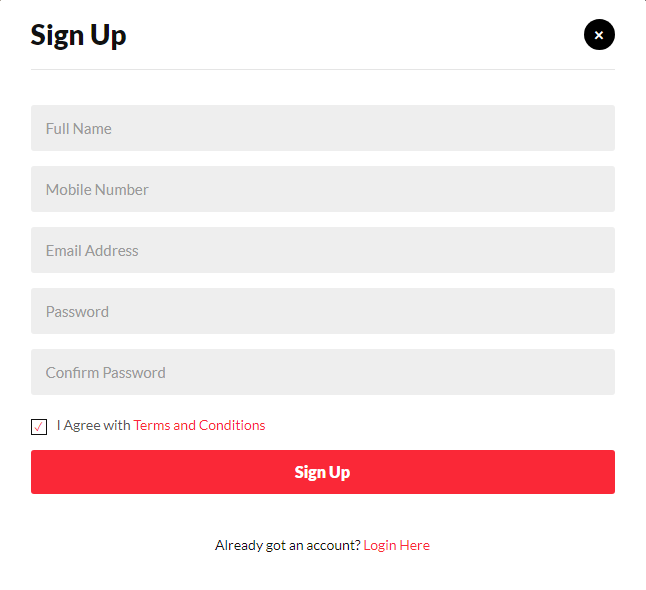 Sign Up
Full Name
Mobile Number
Email Address
Password
Confirm Password
I Agree with Terms and Conditions
Sign Up
Already got an account? Login Here